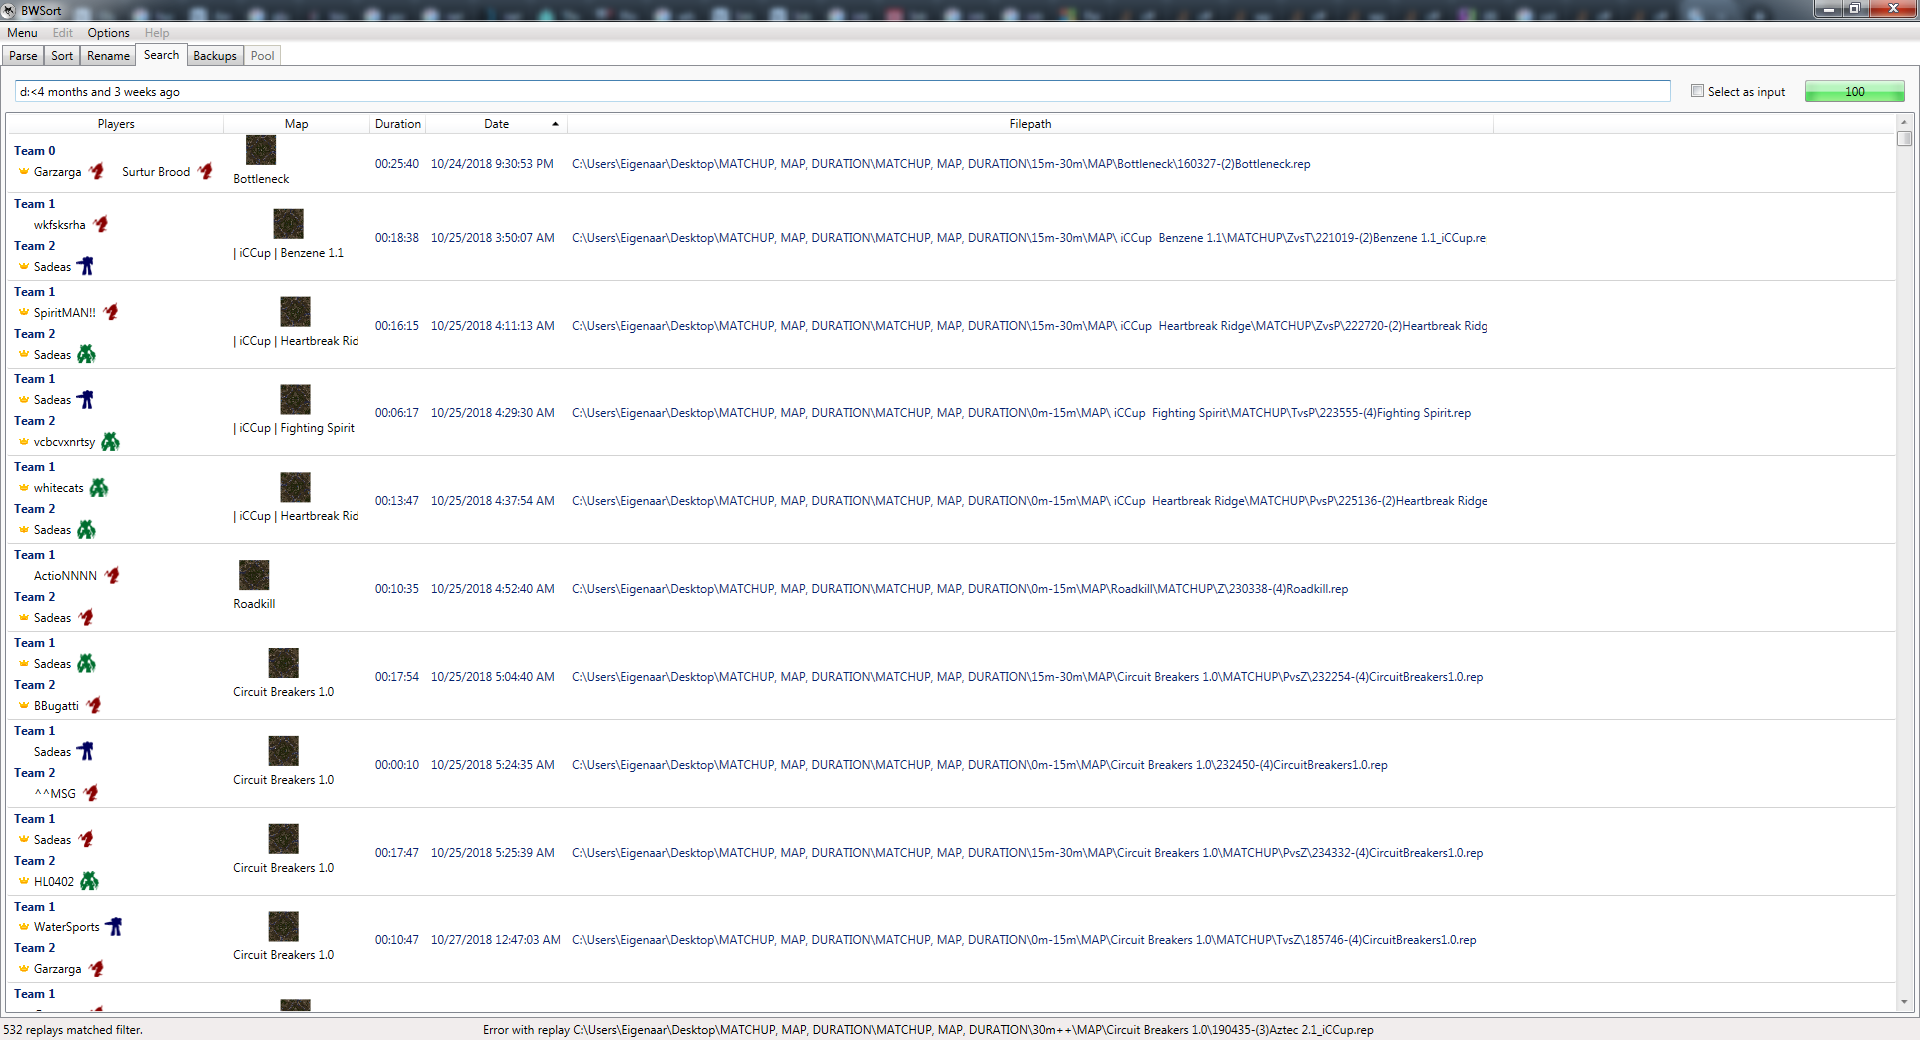 BWSort
Menu Edit Options Help
Parse Sort Rename Search Backups Pool
d:<4 months and 3 weeks ago Select as input 100
Players Map Duration Date Filepath
Team 0
Garzarga Surtur Brood Bottleneck 00:25:40 10/24/2018 9:30:53 PM C:\Users\Eigenaar\Desktop\MATCHUP, MAP, DURATION\MATCHUP, MAP, DURATION\15m-30m\MAP\Bottleneck\160327-(2)Bottleneck.rep
Team 1
wkfsksrha
Team 2
Sadeas | iCCup | Benzene 1.1 00:18:38 10/25/2018 3:50:07 AM C:\Users\Eigenaar\Desktop\MATCHUP, MAP, DURATION\MATCHUP, MAP, DURATION\15m-30m\MAP\ iCCup  Benzene 1.1\MATCHUP\ZvsT\221019-(2)Benzene 1.1_iCCup.re
Team 1
SpiritMAN!!
Team 2
Sadeas | iCCup | Heartbreak Rid 00:16:15 10/25/2018 4:11:13 AM C:\Users\Eigenaar\Desktop\MATCHUP, MAP, DURATION\MATCHUP, MAP, DURATION\15m-30m\MAP\ iCCup  Heartbreak Ridge\MATCHUP\ZvsP\222720-(2)Heartbreak Ridg
Team 1
Sadeas
Team 2
vcbcvxnrtsy | iCCup | Fighting Spirit 00:06:17 10/25/2018 4:29:30 AM C:\Users\Eigenaar\Desktop\MATCHUP, MAP, DURATION\MATCHUP, MAP, DURATION\0m-15m\MAP\ iCCup  Fighting Spirit\MATCHUP\TvsP\223555-(4)Fighting Spirit.rep
Team 1
whitecats
Team 2
Sadeas | iCCup | Heartbreak Rid 00:13:47 10/25/2018 4:37:54 AM C:\Users\Eigenaar\Desktop\MATCHUP, MAP, DURATION\MATCHUP, MAP, DURATION\0m-15m\MAP\ iCCup  Heartbreak Ridge\MATCHUP\PvsP\225136-(2)Heartbreak Ridge
Team 1
ActioNNNN
Team 2
Sadeas Roadkill 00:10:35 10/25/2018 4:52:40 AM C:\Users\Eigenaar\Desktop\MATCHUP, MAP, DURATION\MATCHUP, MAP, DURATION\0m-15m\MAP\Roadkill\MATCHUP\Z\230338-(4)Roadkill.rep
Team 1
Sadeas
Team 2
BBugatti Circuit Breakers 1.0 00:17:54 10/25/2018 5:04:40 AM C:\Users\Eigenaar\Desktop\MATCHUP, MAP, DURATION\MATCHUP, MAP, DURATION\15m-30m\MAP\Circuit Breakers 1.0\MATCHUP\PvsZ\232254-(4)CircuitBreakers1.0.rep
Team 1
Sadeas
Team 2
^^MSG Circuit Breakers 1.0 00:00:10 10/25/2018 5:24:35 AM C:\Users\Eigenaar\Desktop\MATCHUP, MAP, DURATION\MATCHUP, MAP, DURATION\0m-15m\MAP\Circuit Breakers 1.0\232450-(4)CircuitBreakers1.0.rep
Team 1
Sadeas
Team 2
HL0402 Circuit Breakers 1.0 00:17:47 10/25/2018 5:25:39 AM C:\Users\Eigenaar\Desktop\MATCHUP, MAP, DURATION\MATCHUP, MAP, DURATION\15m-30m\MAP\Circuit Breakers 1.0\MATCHUP\PvsZ\234332-(4)CircuitBreakers1.0.rep
Team 1
WaterSports
Team 2
Garzarga Circuit Breakers 1.0 00:10:47 10/27/2018 12:47:03 AM C:\Users\Eigenaar\Desktop\MATCHUP, MAP, DURATION\MATCHUP, MAP, DURATION\0m-15m\MAP\Circuit Breakers 1.0\MATCHUP\TvsZ\185746-(4)CircuitBreakers1.0.rep
Team 1
532 replays matched filter. Error with replay C:\Users\Eigenaar\Desktop\MATCHUP, MAP, DURATION\MATCHUP, MAP, DURATION\30m++\MAP\Circuit Breakers 1.0\190435-(3)Aztec 2.1_iCCup.rep